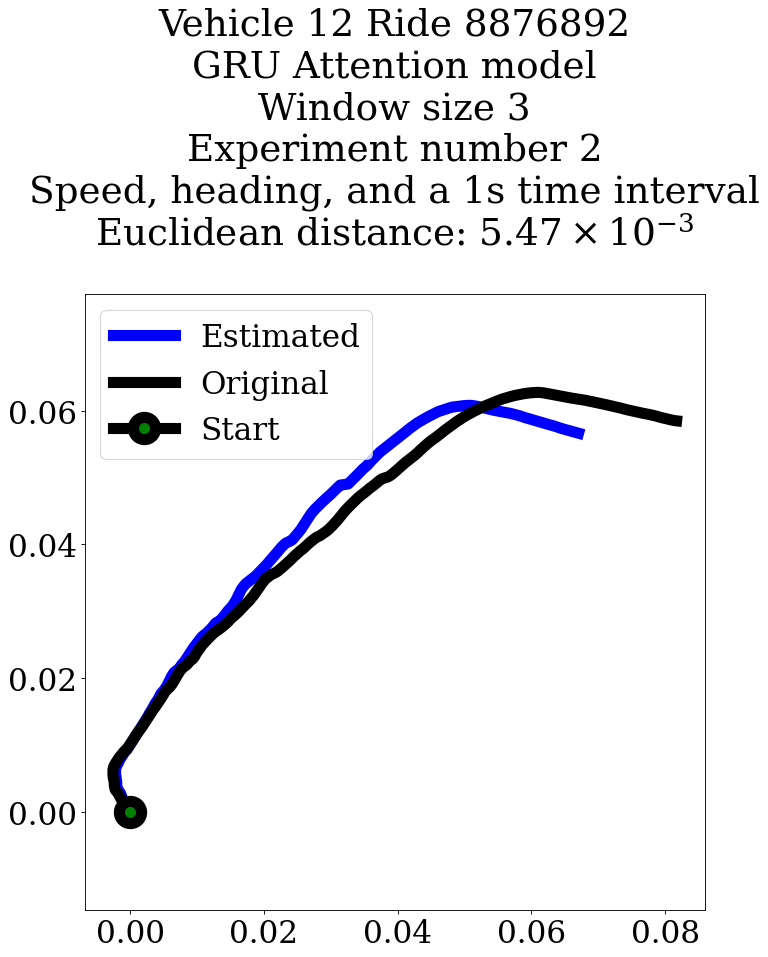 Vehicle 12 Ride 8876892
GRU Attention model
Window size 3
Experiment number 2
Speed, heading, and a 1s time interval
Euclidean distance: 5.47 × 10⁻³
Estimated
Original
Start
0.06
0.04
0.02
0.00
0.00 0.02 0.04 0.06 0.08